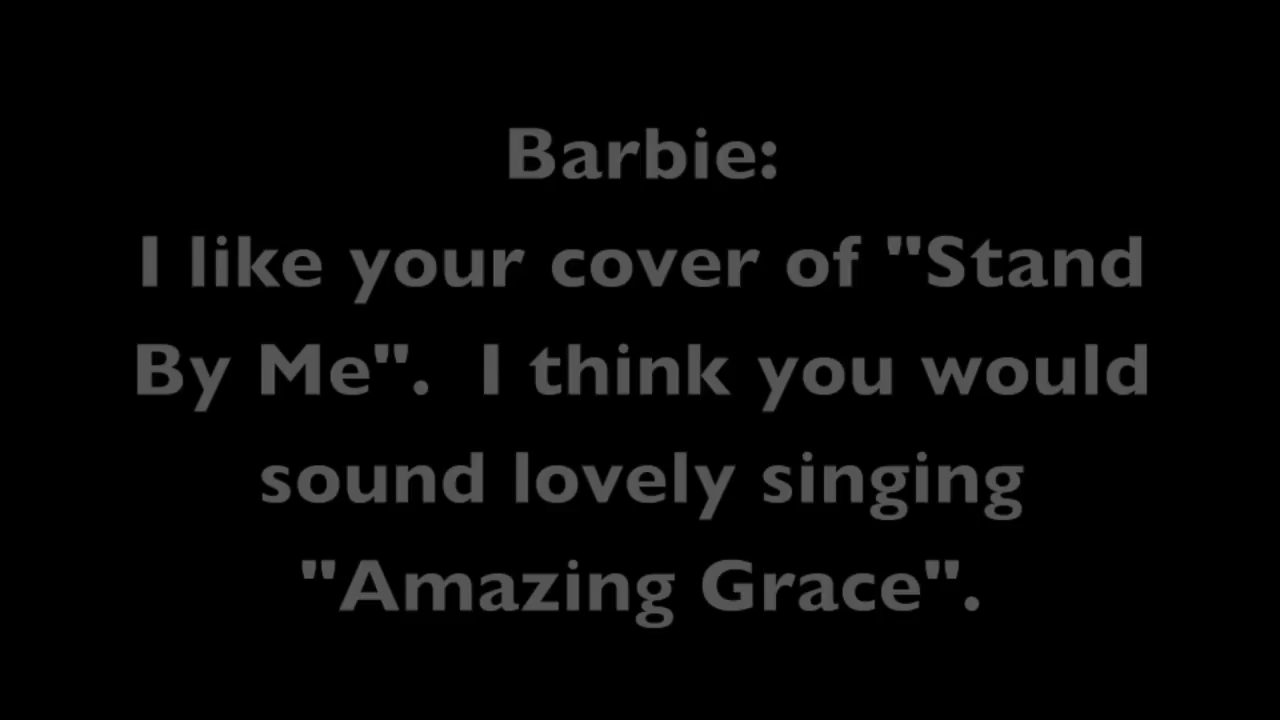 Barbie:
I like your cover of "Stand
By Me".  I think you would
sound lovely singing
"Amazing Grace".